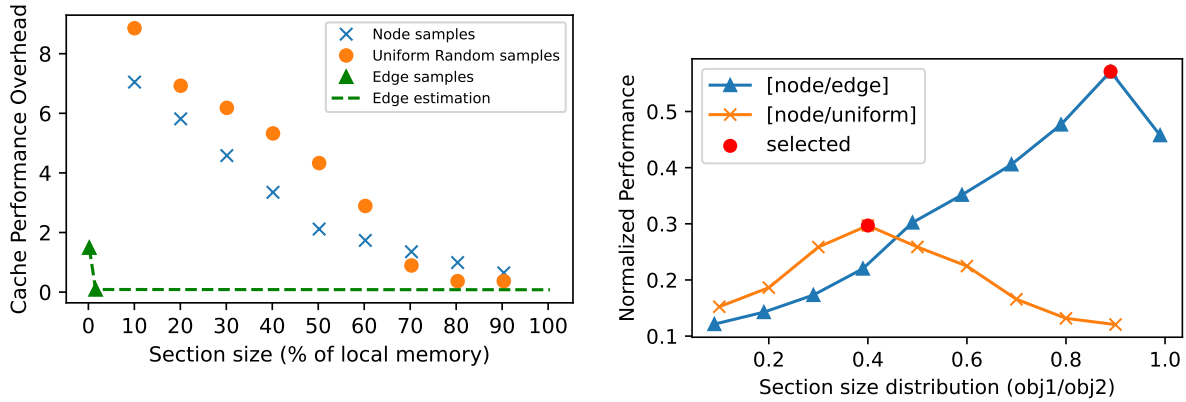 Cache Performance Overhead
8
6
4
2
0
Node samples
Uniform Random samples
Edge samples
Edge estimation
0 10 20 30 40 50 60 70 80 90 100
Section size (% of local memory)
Normalized Performance
0.5
0.4
0.3
0.2
0.1
[node/edge]
[node/uniform]
selected
0.2 0.4 0.6 0.8 1.0
Section size distribution (obj1/obj2)